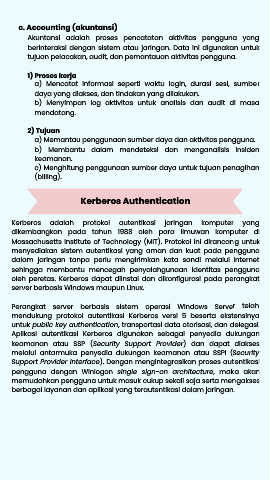 c. Accounting (akuntansi)
Akuntansi adalah proses pencatatan aktivitas pengguna yang
berinteraksi dengan sistem atau jaringan. Data ini digunakan untuk
tujuan pelacakan, audit, dan pemantauan aktivitas pengguna.
1) Proses kerja
a) Mencatat informasi seperti waktu login, durasi sesi, sumber
daya yang diakses, dan tindakan yang dilakukan.
b) Menyimpan log aktivitas untuk analisis dan audit di masa
mendatang.
2) Tujuan
a) Memantau penggunaan sumber daya dan aktivitas pengguna.
b) Membantu dalam mendeteksi dan menganalisis insiden
keamanan.
c) Menghitung penggunaan sumber daya untuk tujuan penagihan
(billing).
Kerberos Authentication
Kerberos adalah protokol autentikasi jaringan komputer yang
dikembangkan pada tahun 1988 oleh para ilmuwan komputer di
Massachusetts Institute of Technology (MIT). Protokol ini dirancang untuk
menyediakan sistem autentikasi yang aman dan kuat pada pengguna
dalam jaringan tanpa perlu mengirimkan kata sandi melalui internet
sehingga membantu mencegah penyalahgunaan identitas pengguna
oleh peretas. Kerberos dapat diinstal dan dikonfigurasi pada perangkat
server berbasis Windows maupun Linux.
Perangkat server berbasis sistem operasi Windows Server telah
mendukung protokol autentikasi Kerberos versi 5 beserta ekstensinya
untuk public key authentication, transportasi data otorisasi, dan delegasi.
Aplikasi autentikasi Kerberos digunakan sebagai penyedia dukungan
keamanan atau SSP (Security Support Provider) dan dapat diakses
melalui antarmuka penyedia dukungan keamanan atau SSPI (Security
Support Provider Interface). Dengan mengintegrasikan proses autentikasi
pengguna dengan Winlogon single sign-on architecture, maka akan
memudahkan pengguna untuk masuk cukup sekali saja serta mengakses
berbagai layanan dan aplikasi yang terautentikasi dalam jaringan.